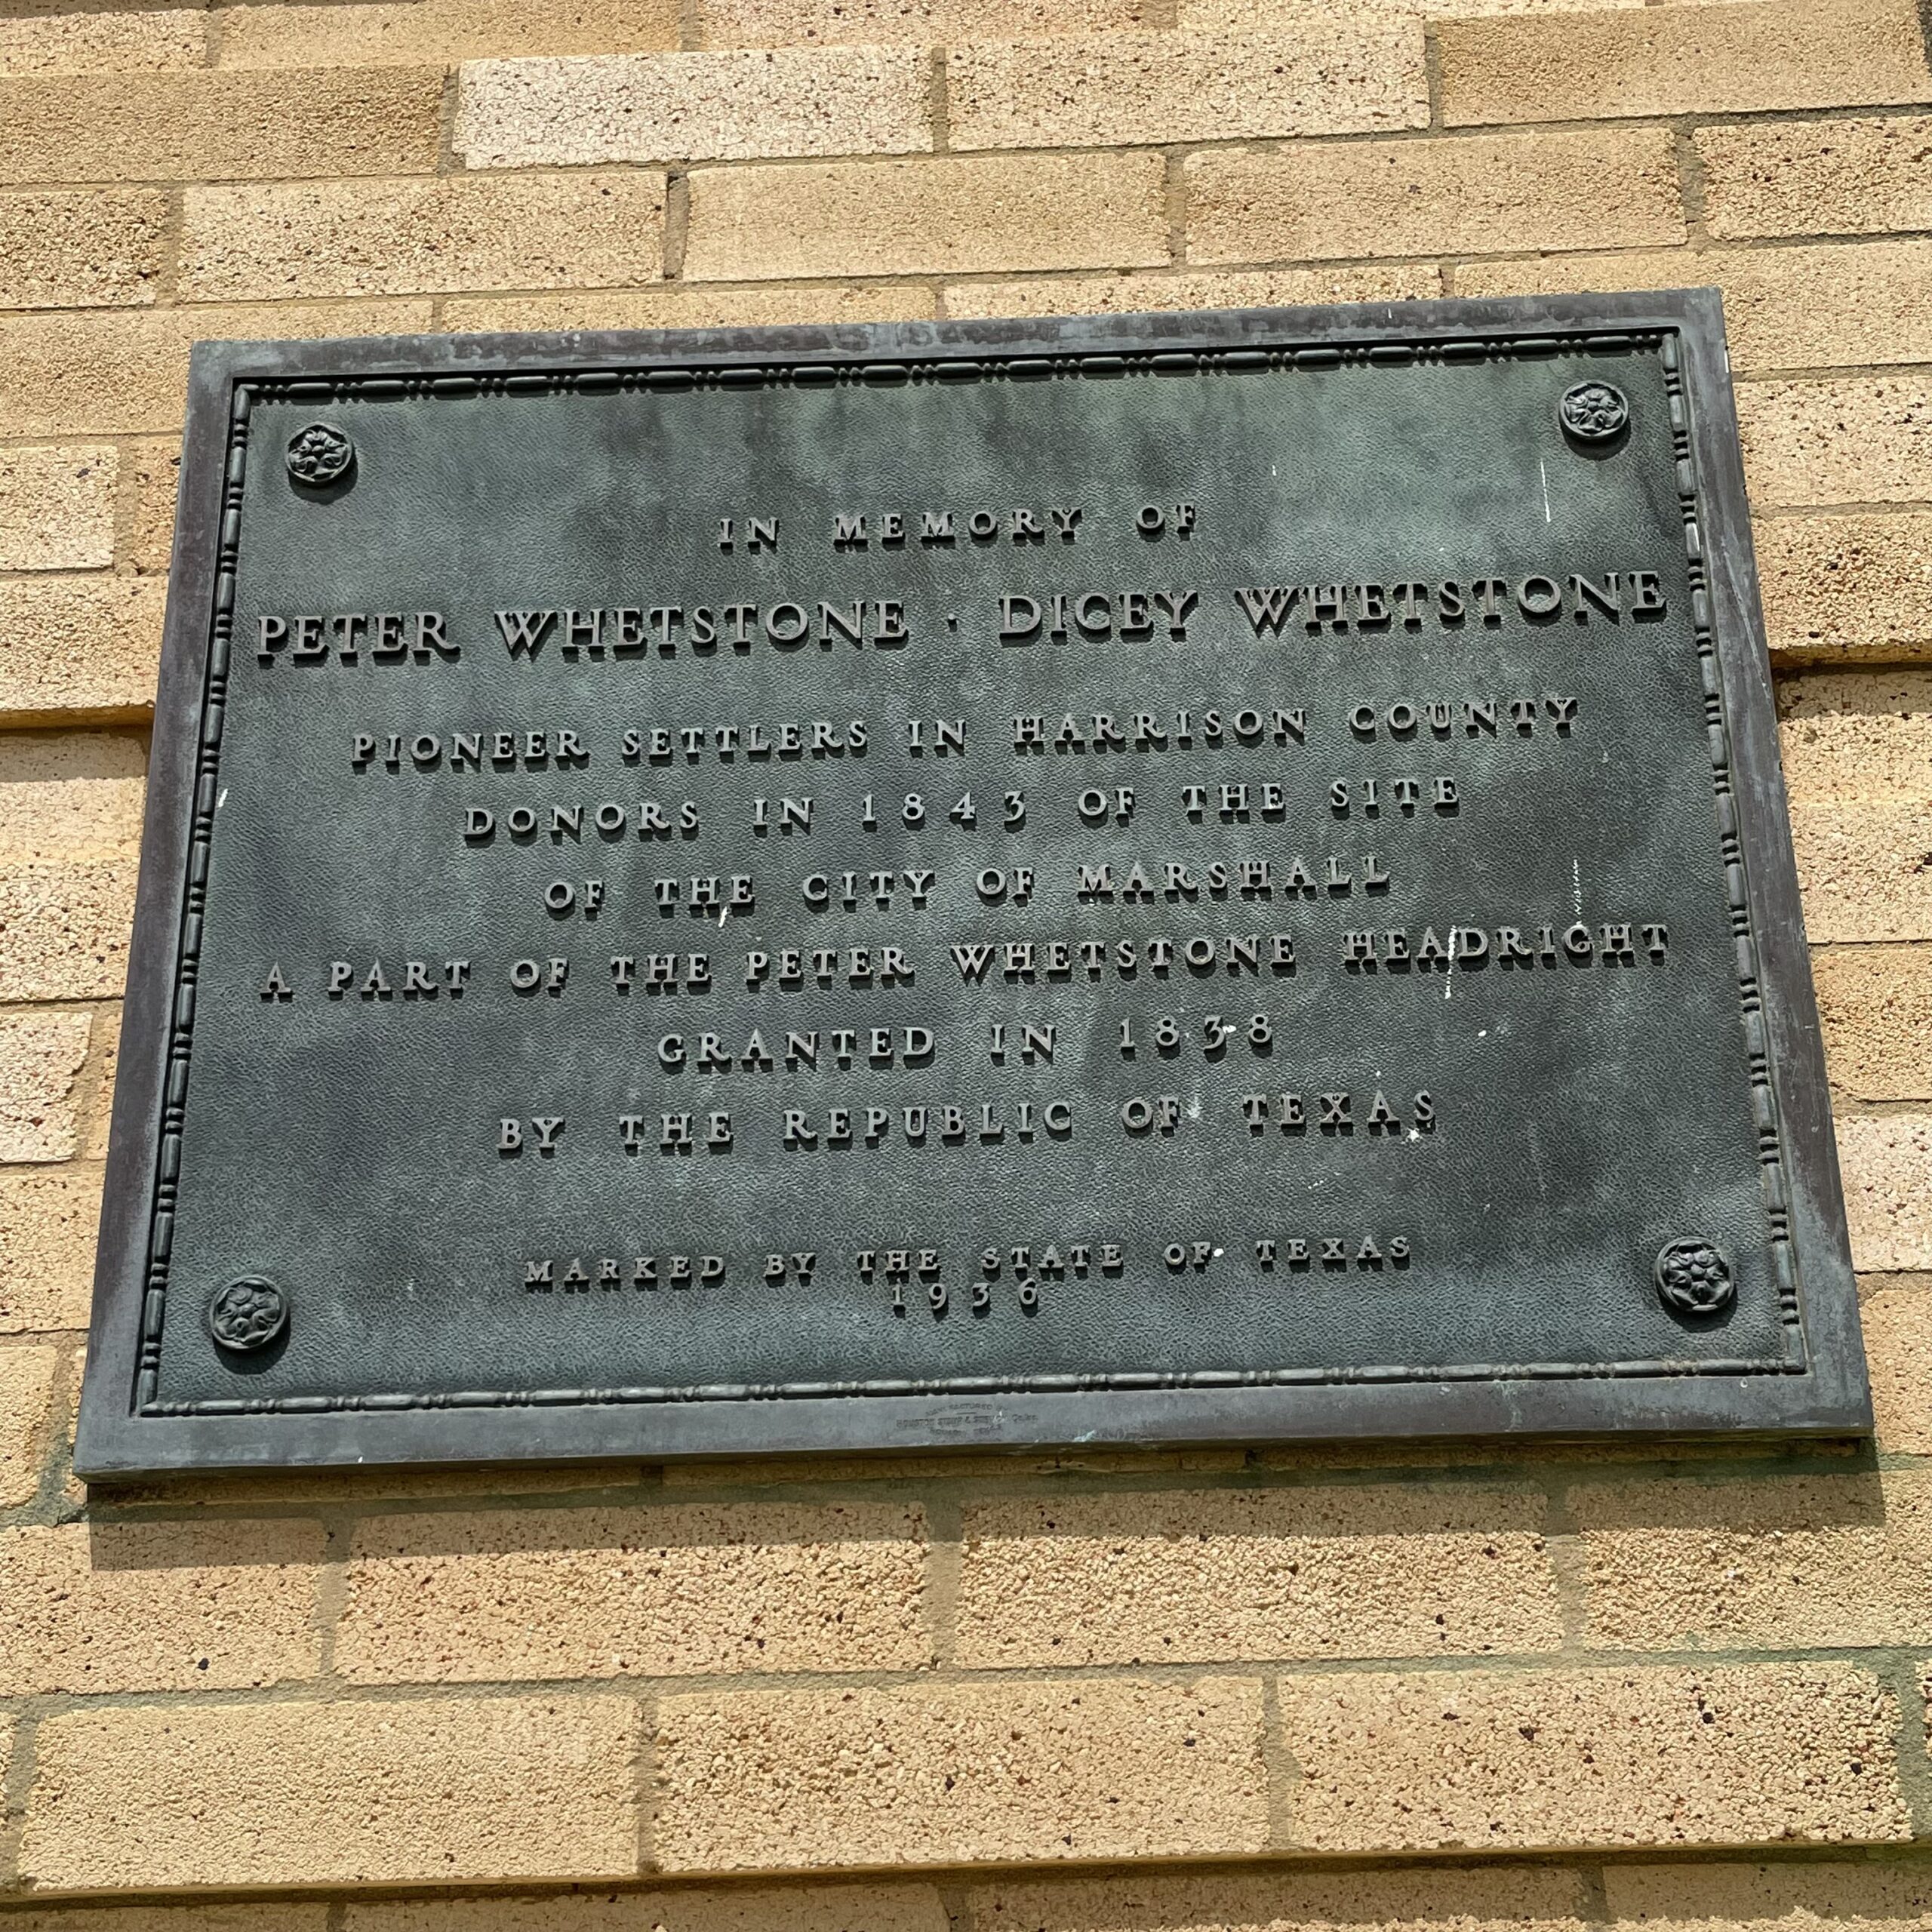 IN MEMORY OF
PETER WHETSTONE · DICEY WHETSTONE
PIONEER SETTLERS IN HARRISON COUNTY
DONORS IN 1843 OF THE SITE
OF THE CITY OF MARSHALL
A PART OF THE PETER WHETSTONE HEADRIGHT
GRANTED IN 1838
BY THE REPUBLIC OF TEXAS
MARKED BY THE STATE OF TEXAS
1936